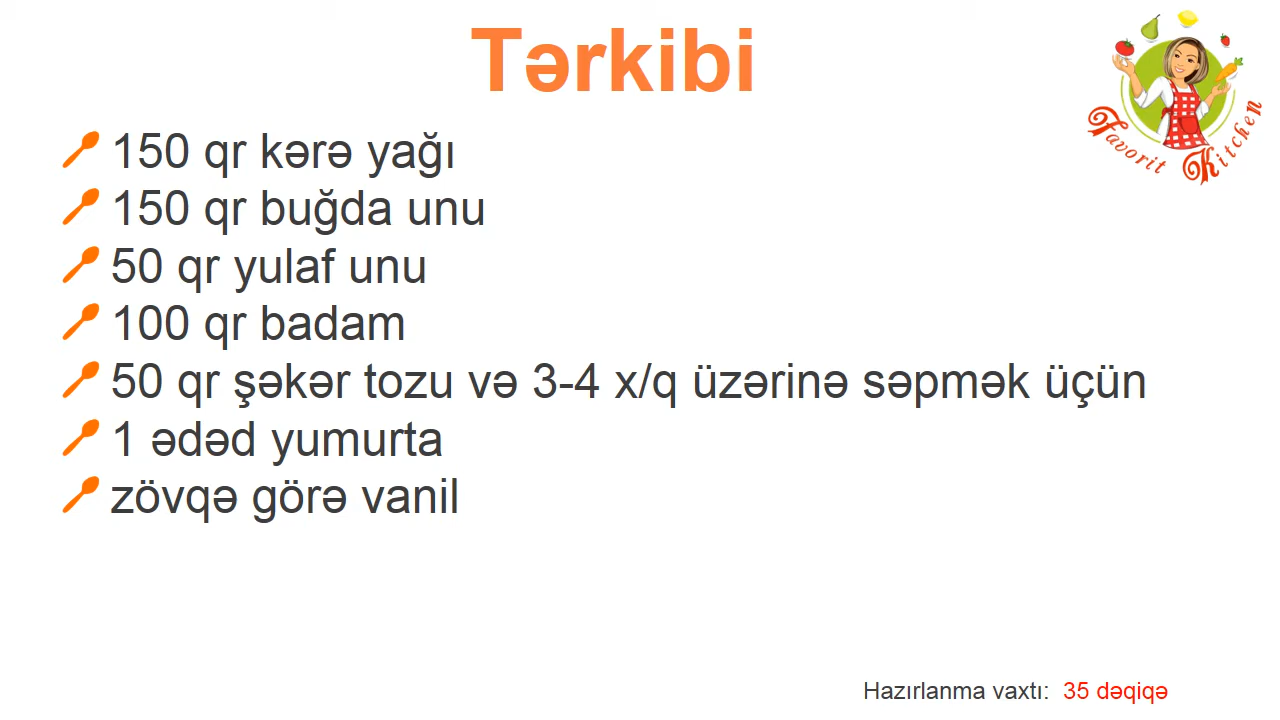 Tərkibi
Favorit Kitchen
150 qr kərə yağı
150 qr buğda unu
50 qr yulaf unu
100 qr badam
50 qr şəkər tozu və 3-4 x/q üzərinə səpmək üçün
1 ədəd yumurta
zövqə görə vanil
Hazırlanma vaxtı: 35 dəqiqə